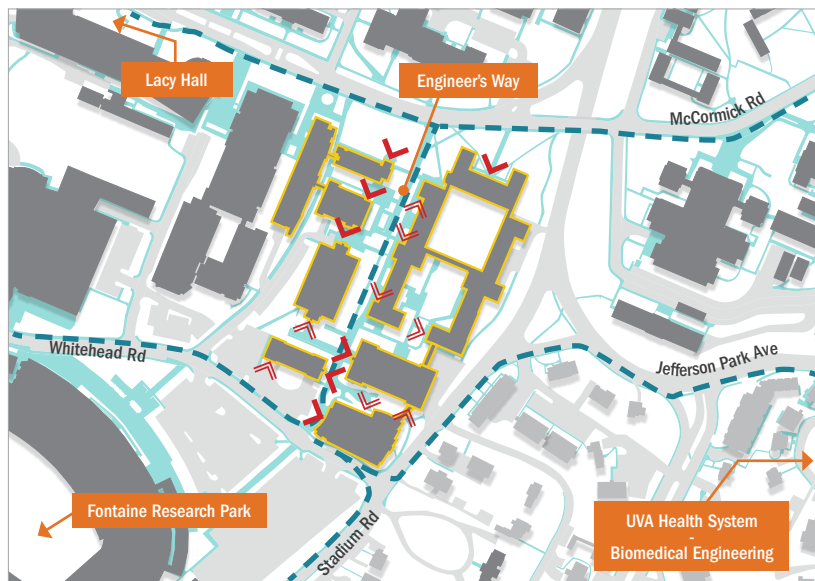 Lacy Hall
Engineer's Way
McCormick Rd
Whitehead Rd
Jefferson Park Ave
Fontaine Research Park
Stadium Rd
UVA Health System
-
Biomedical Engineering